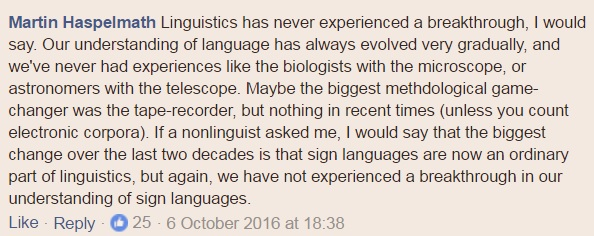 Martin Haspelmath Linguistics has never experienced a breakthrough, I would
say. Our understanding of language has always evolved very gradually, and
we've never had experiences like the biologists with the microscope, or
astronomers with the telescope. Maybe the biggest methdological game-
changer was the tape-recorder, but nothing in recent times (unless you count
electronic corpora). If a nonlinguist asked me, I would say that the biggest
change over the last two decades is that sign languages are now an ordinary
part of linguistics, but again, we have not experienced a breakthrough in our
understanding of sign languages.
Like · Reply · 25 · 6 October 2016 at 18:38